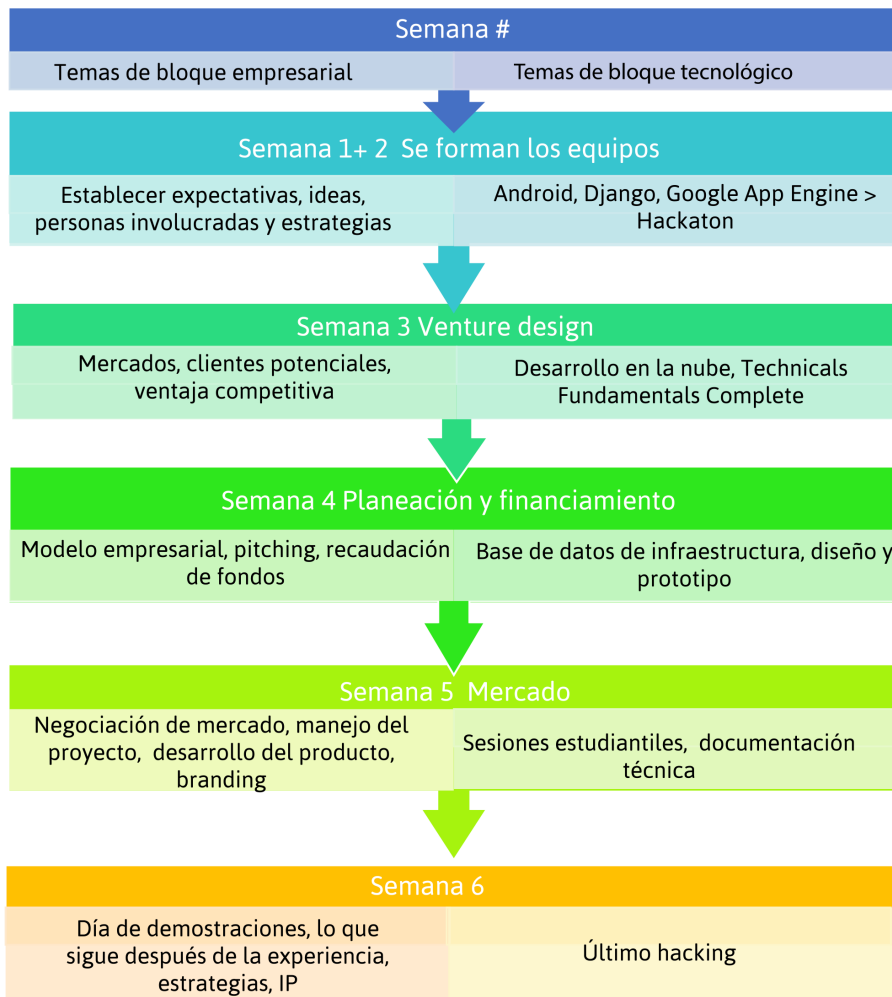 Semana #
Temas de bloque empresarial
Temas de bloque tecnológico
Semana 1+ 2 Se forman los equipos
Establecer expectativas, ideas,
personas involucradas y estrategias
Android, Django, Google App Engine >
Hackaton
Semana 3 Venture design
Mercados, clientes potenciales,
ventaja competitiva
Desarrollo en la nube, Technicals
Fundamentals Complete
Semana 4 Planeación y financiamiento
Modelo empresarial, pitching, recaudación
de fondos
Base de datos de infraestructura, diseño y
prototipo
Semana 5 Mercado
Negociación de mercado, manejo del
proyecto, desarrollo del producto,
branding
Sesiones estudiantiles, documentación
técnica
Semana 6
Día de demostraciones, lo que
sigue después de la experiencia,
estrategias, IP
Último hacking